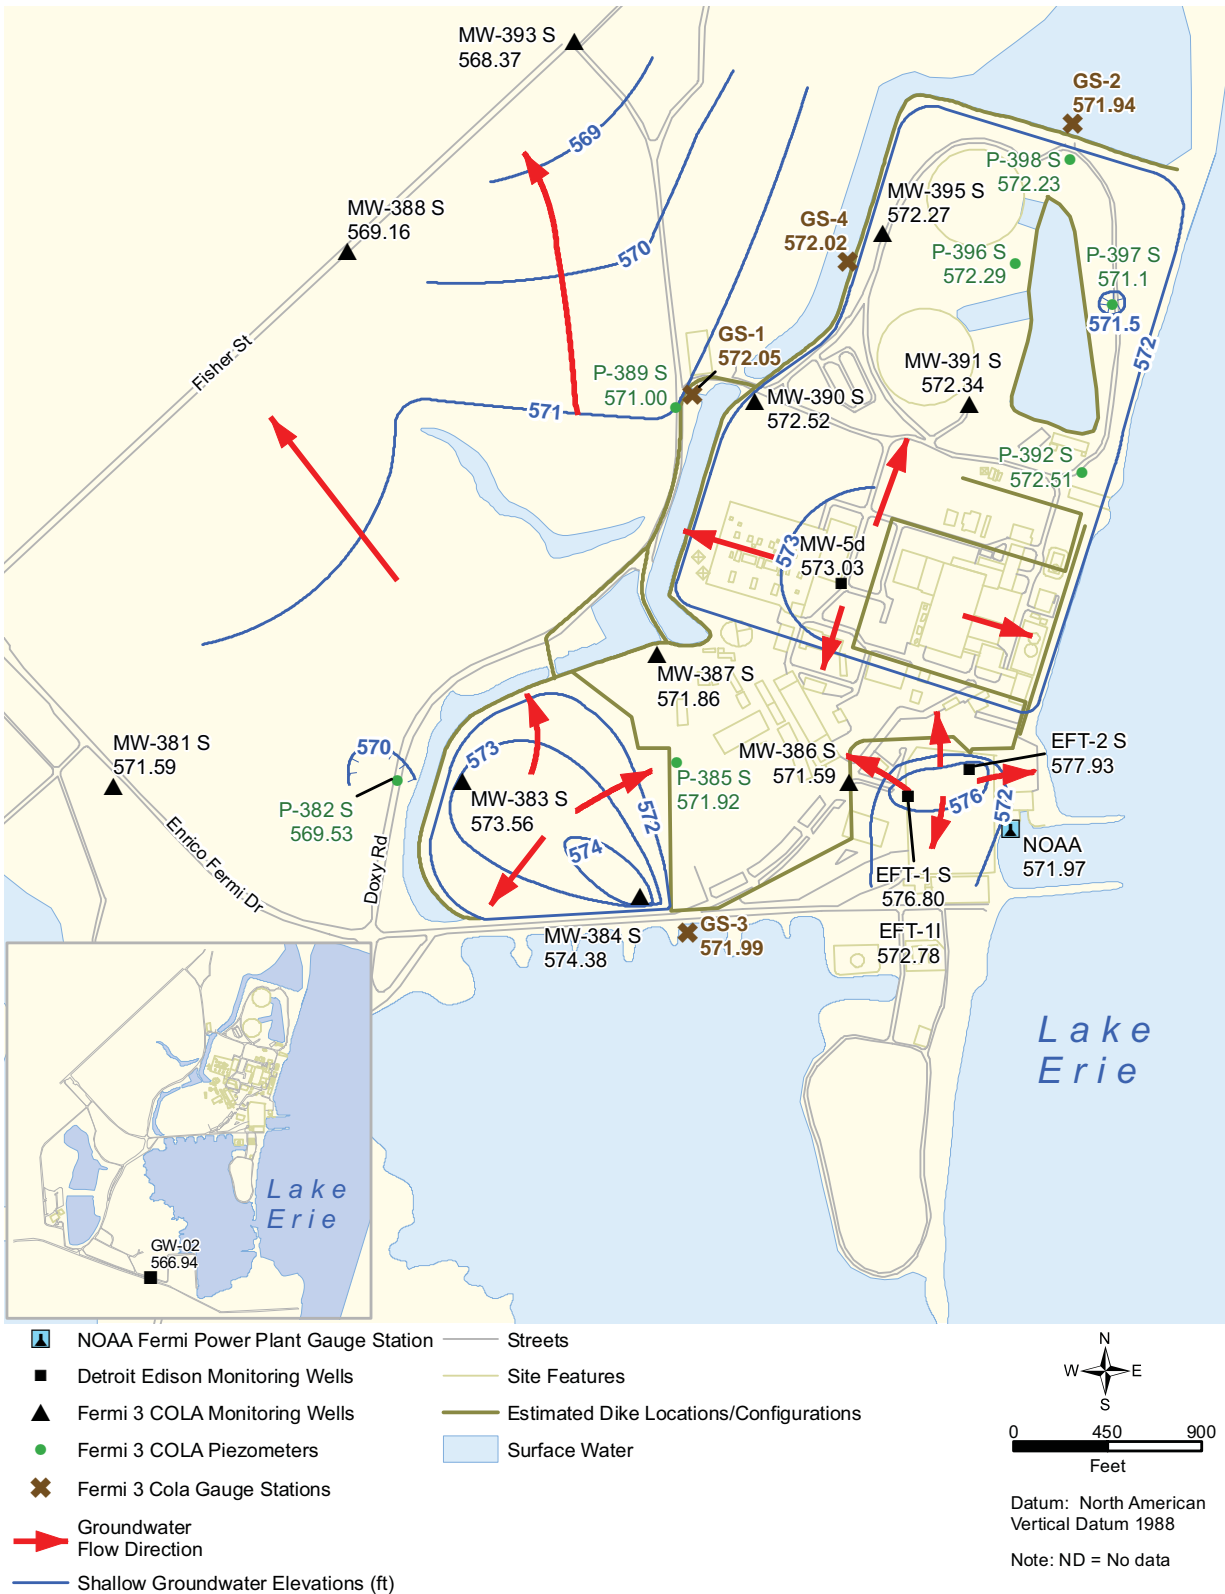 MW-393 S
568.37
GS-2
571.94
569
P-398 S
572.23
MW-395 S
572.27
MW-388 S
569.16
GS-4
572.02
570
P-396 S
572.29
P-397 S
571.1
571.5
572
Fisher St
GS-1
572.05
P-389 S
571.00
MW-391 S
572.34
571
MW-390 S
572.52
P-392 S
572.51
573
MW-5d
573.03
MW-387 S
571.86
MW-381 S
571.59
570
P-382 S
569.53
573
MW-383 S
573.56
572
P-385 S
571.92
MW-386 S
571.59
EFT-2 S
577.93
576
572
NOAA
571.97
574
Enrico Fermi Dr
Doxy Rd
EFT-1 S
576.80
MW-384 S
574.38
GS-3
571.99
EFT-1I
572.78
Lake
Erie
Lake
Erie
GW-02
566.94
NOAA Fermi Power Plant Gauge Station
Detroit Edison Monitoring Wells
Fermi 3 COLA Monitoring Wells
Fermi 3 COLA Piezometers
Fermi 3 Cola Gauge Stations
Groundwater
Flow Direction
Shallow Groundwater Elevations (ft)
Streets
Site Features
Estimated Dike Locations/Configurations
Surface Water
N
W E
S
0 450 900
Feet
Datum: North American
Vertical Datum 1988
Note: ND = No data